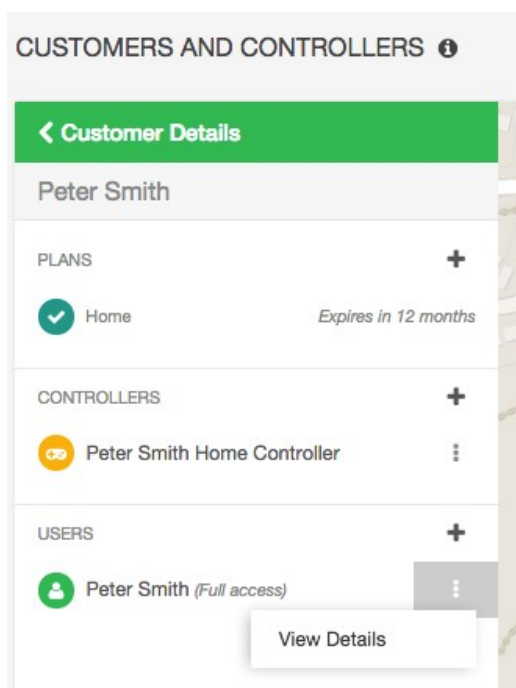 CUSTOMERS AND CONTROLLERS
Customer Details
Peter Smith
PLANS
Home Expires in 12 months
CONTROLLERS
Peter Smith Home Controller
USERS
Peter Smith (Full access)
View Details